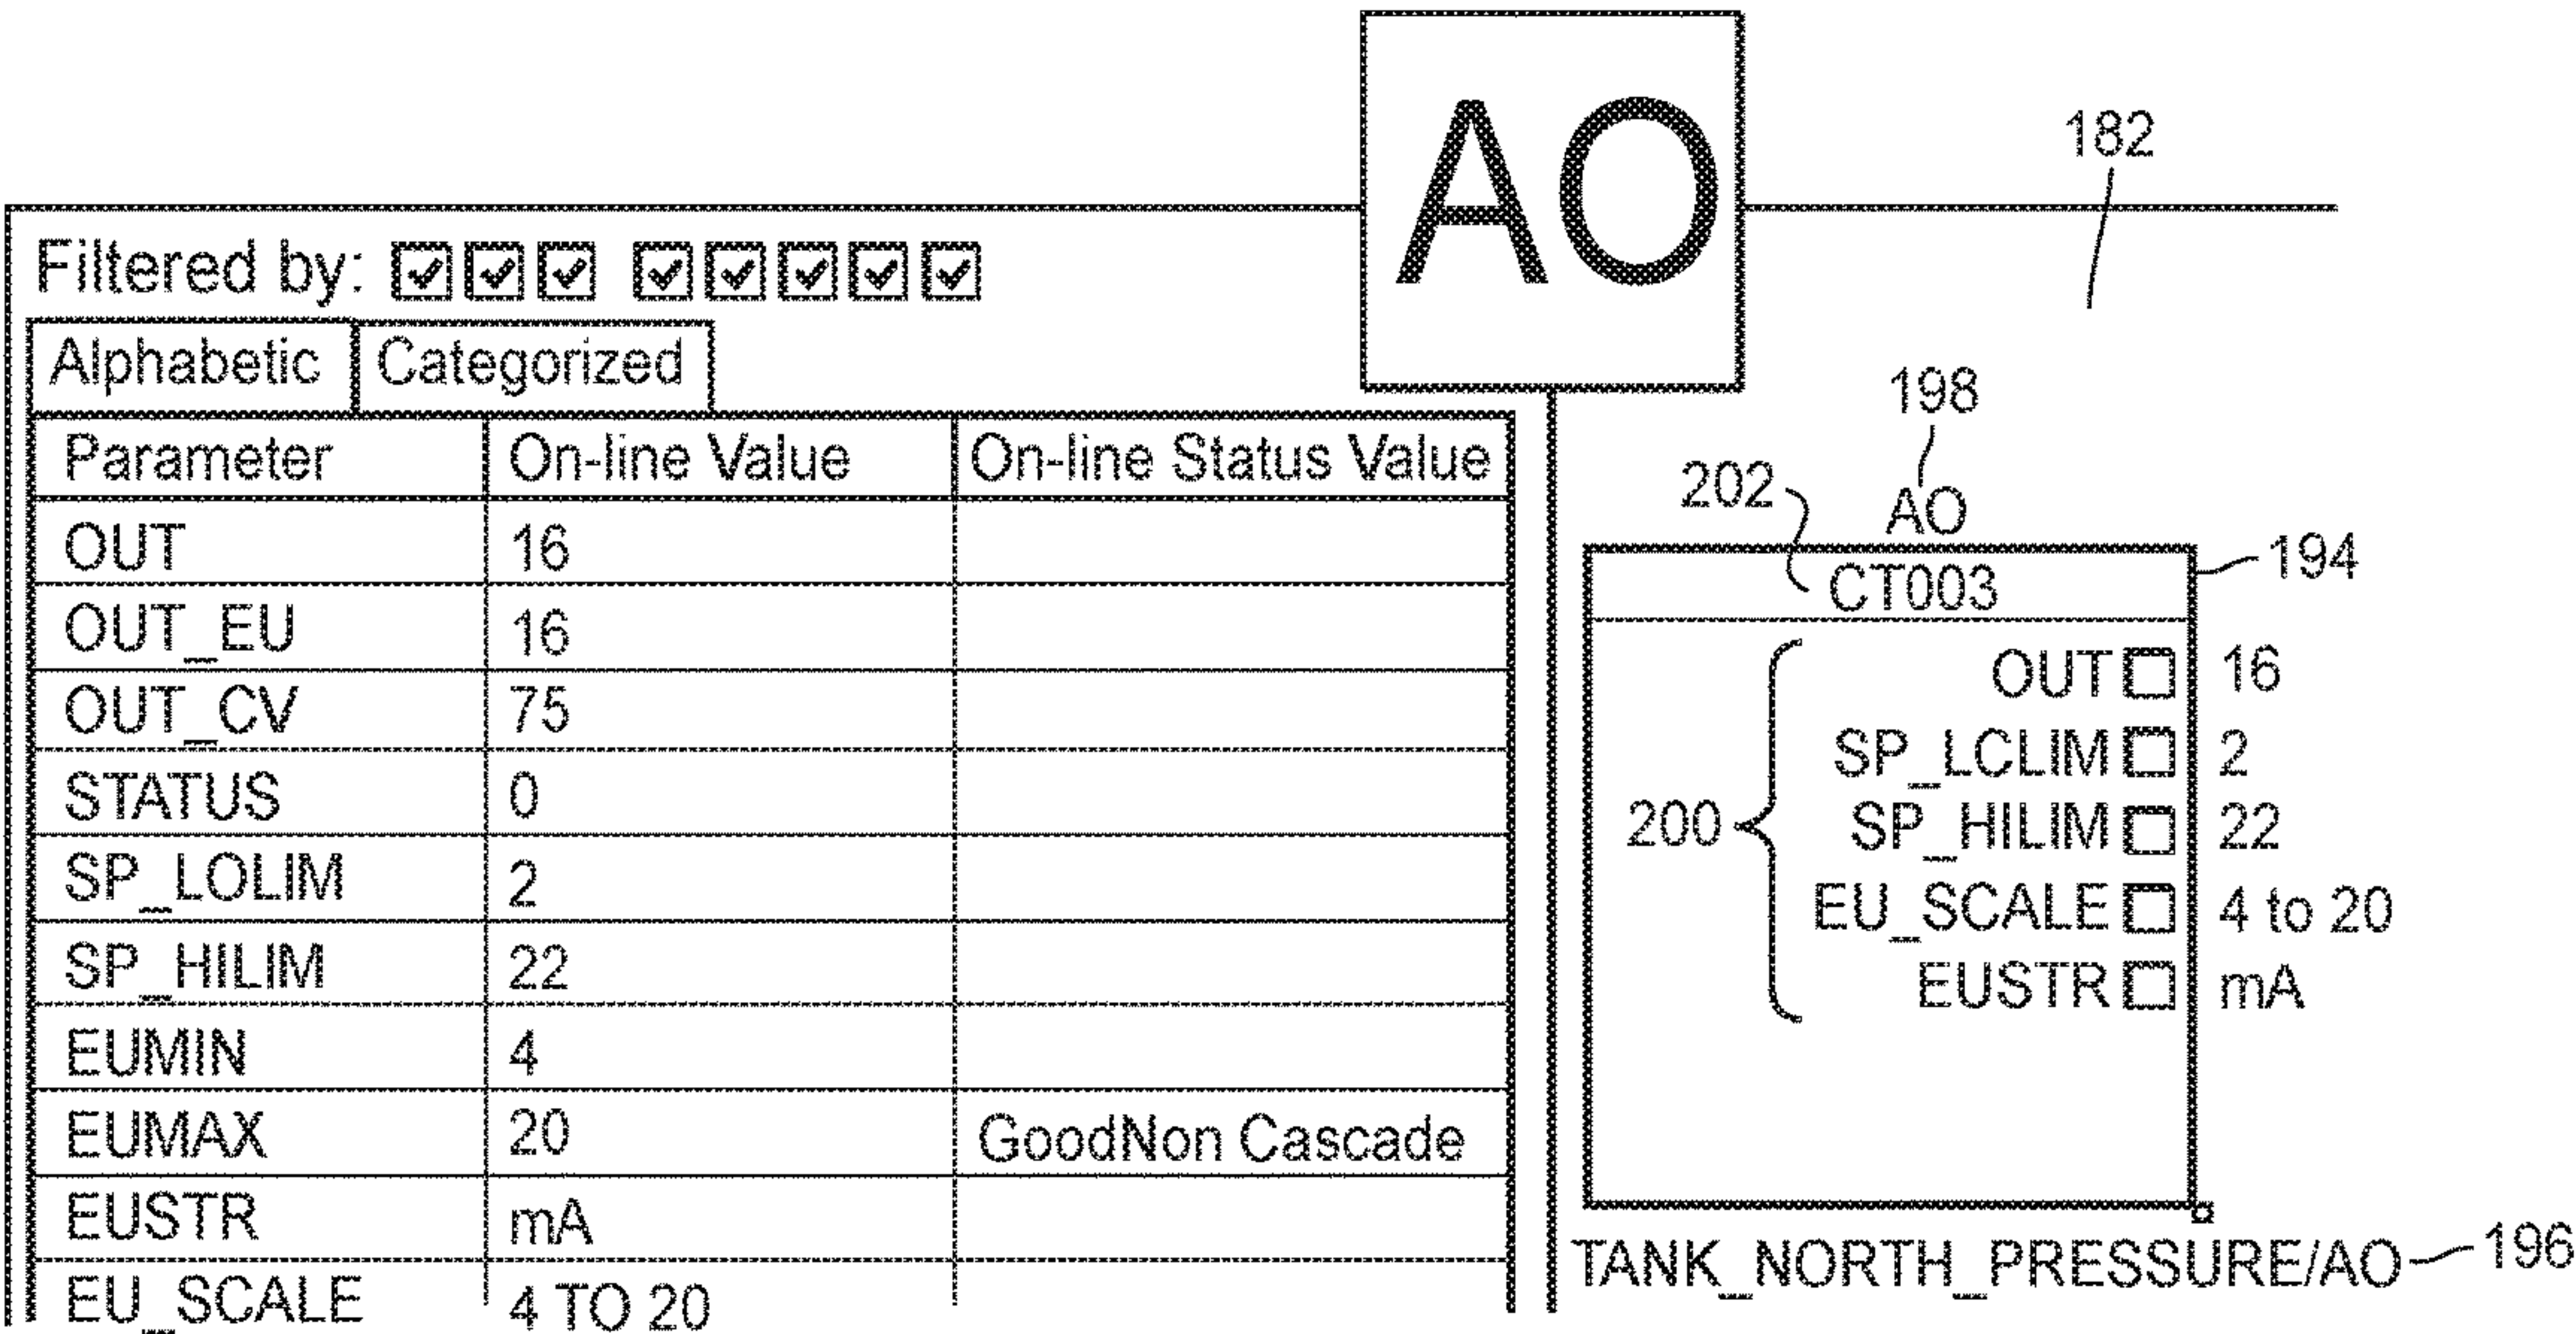 AO
182
Filtered by:
Alphabetic Categorized
Parameter On-line Value On-line Status Value
OUT 16
OUT_EU 16
OUT_CV 75
STATUS 0
SP_LOLIM 2
SP_HILIM 22
EUMIN 4
EUMAX 20 GoodNon Cascade
EUSTR mA
EU_SCALE 4 TO 20
198
202
AO
194
CT003
OUT 16
SP_LCLIM 2
200 SP_HILIM 22
EU_SCALE 4 to 20
EUSTR mA
TANK_NORTH_PRESSURE/AO 196